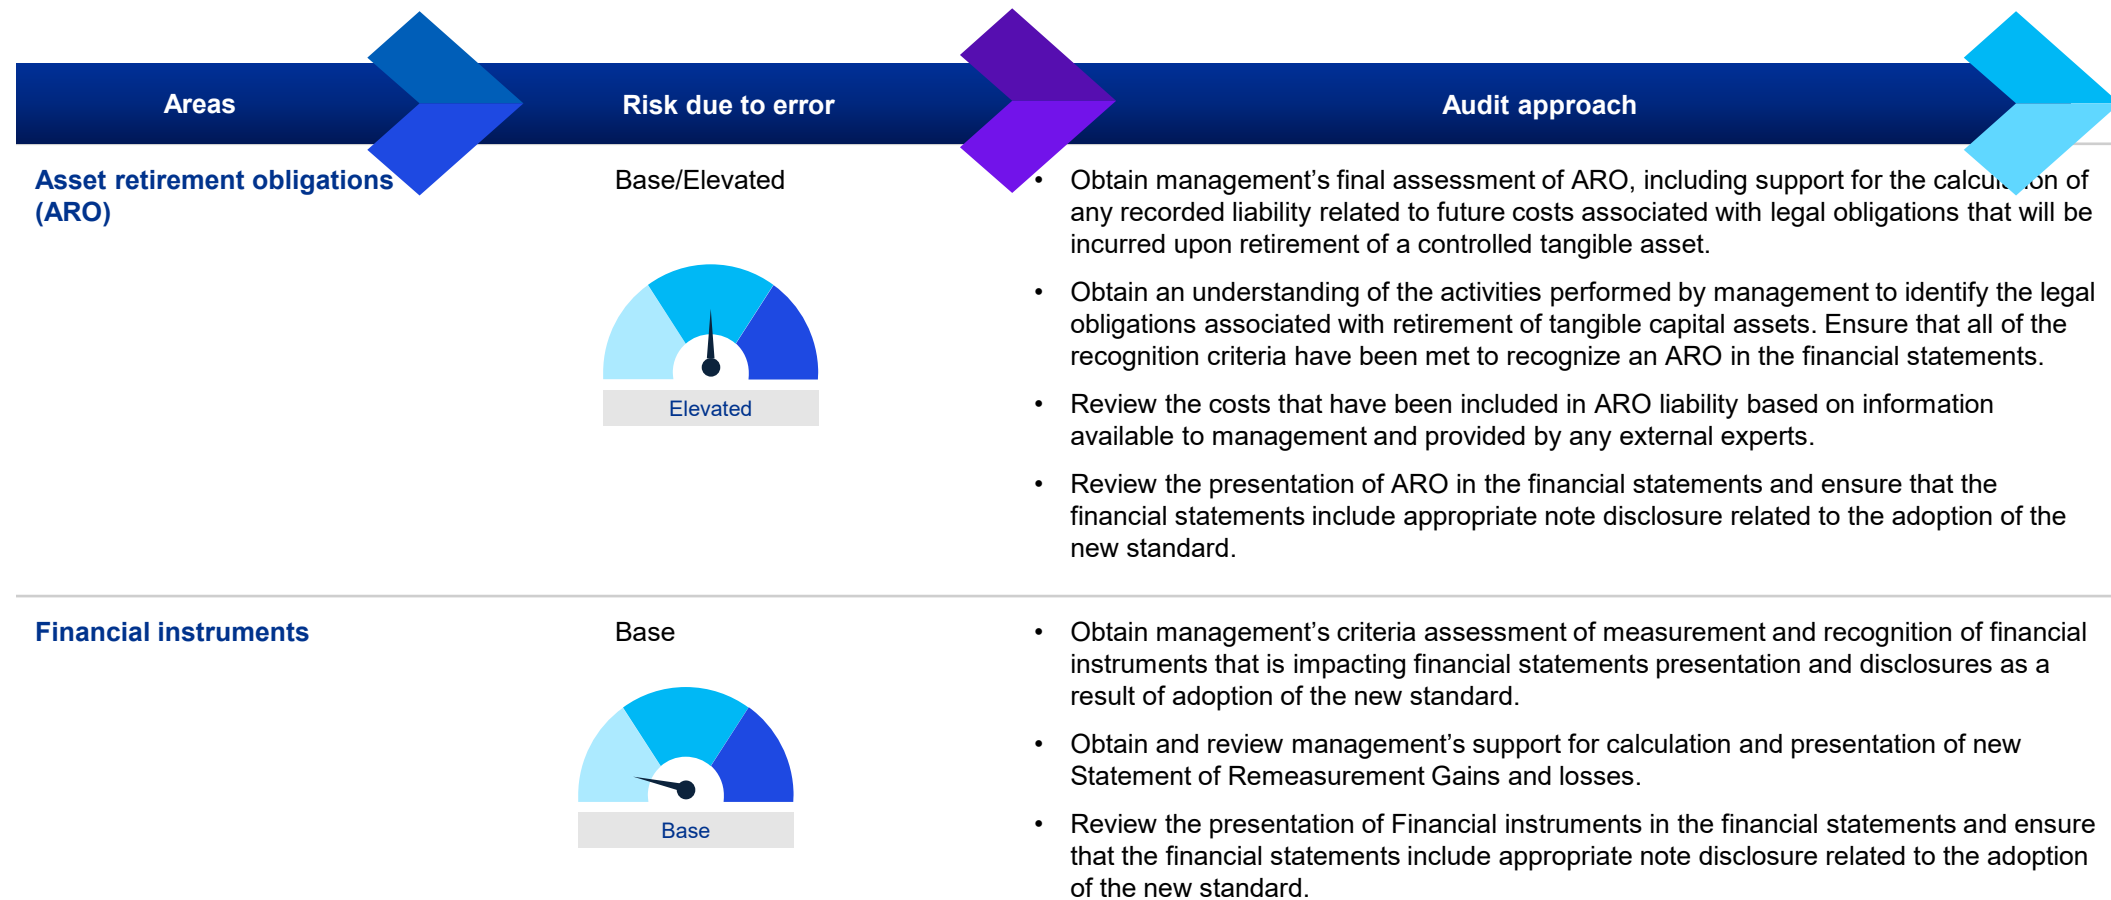 Areas
Risk due to error
Audit approach
Asset retirement obligations
(ARO)
Base/Elevated
Elevated
• Obtain management’s final assessment of ARO, including support for the of
any recorded liability related to future costs associated with legal obligations that will be
incurred upon retirement of a controlled tangible asset.
• Obtain an understanding of the activities performed by management to identify the legal
obligations associated with retirement of tangible capital assets. Ensure that all of the
recognition criteria have been met to recognize an ARO in the financial statements.
• Review the costs that have been included in ARO liability based on information
available to management and provided by any external experts.
• Review the presentation of ARO in the financial statements and ensure that the
financial statements include appropriate note disclosure related to the adoption of the
new standard.
Financial instruments
Base
Base
• Obtain management’s criteria assessment of measurement and recognition of financial
instruments that is impacting financial statements presentation and disclosures as a
result of adoption of the new standard.
• Obtain and review management’s support for calculation and presentation of new
Statement of Remeasurement Gains and losses.
• Review the presentation of Financial instruments in the financial statements and ensure
that the financial statements include appropriate note disclosure related to the adoption
of the new standard.